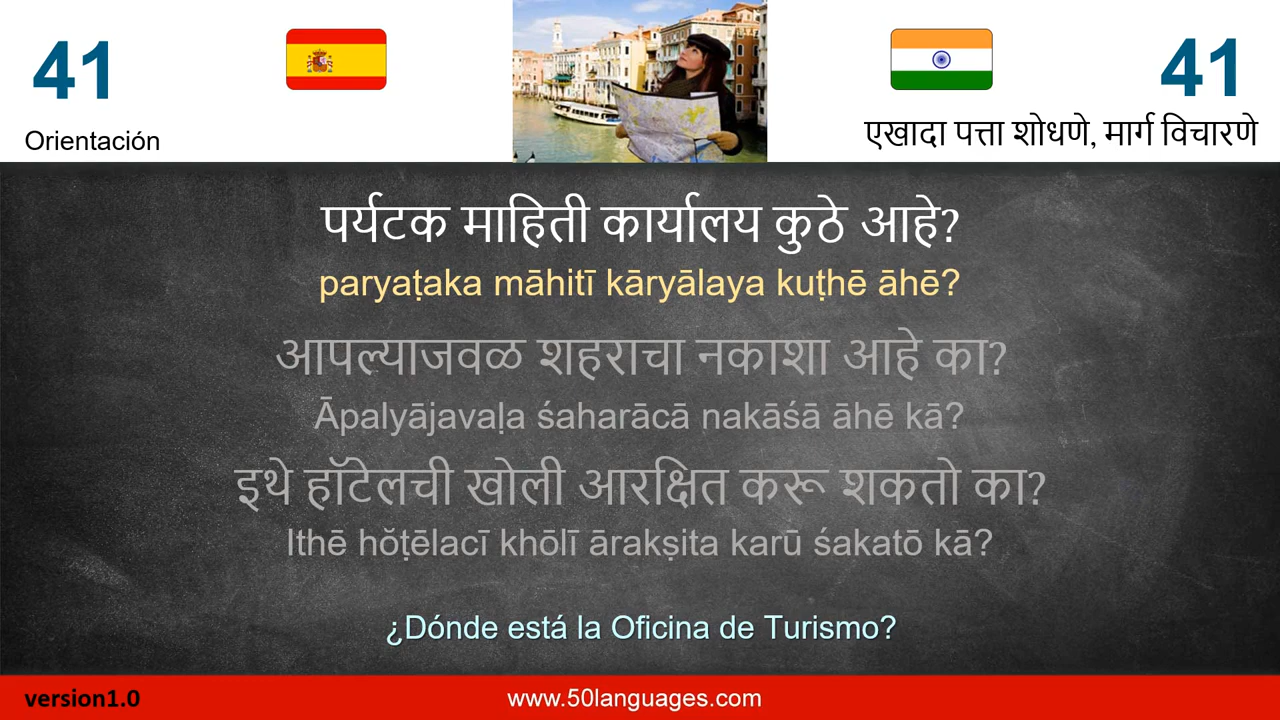 41
41
Orientación
एखादा पत्ता शोधणे, मार्ग विचारणे
पर्यटक माहिती कार्यालय कुठे आहे?
paryaṭaka māhitī kāryālaya kuṭhē āhē?
आपल्याजवळ शहराचा नकाशा आहे का?
Āpalyājavaḷa śaharācā nakāśā āhē kā?
इथे हॉटेलची खोली आरक्षित करू शकतो का?
Ithē hŏṭēlacī khōlī ārakṣita karū śakatō kā?
¿Dónde está la Oficina de Turismo?
version1.0
www.50languages.com